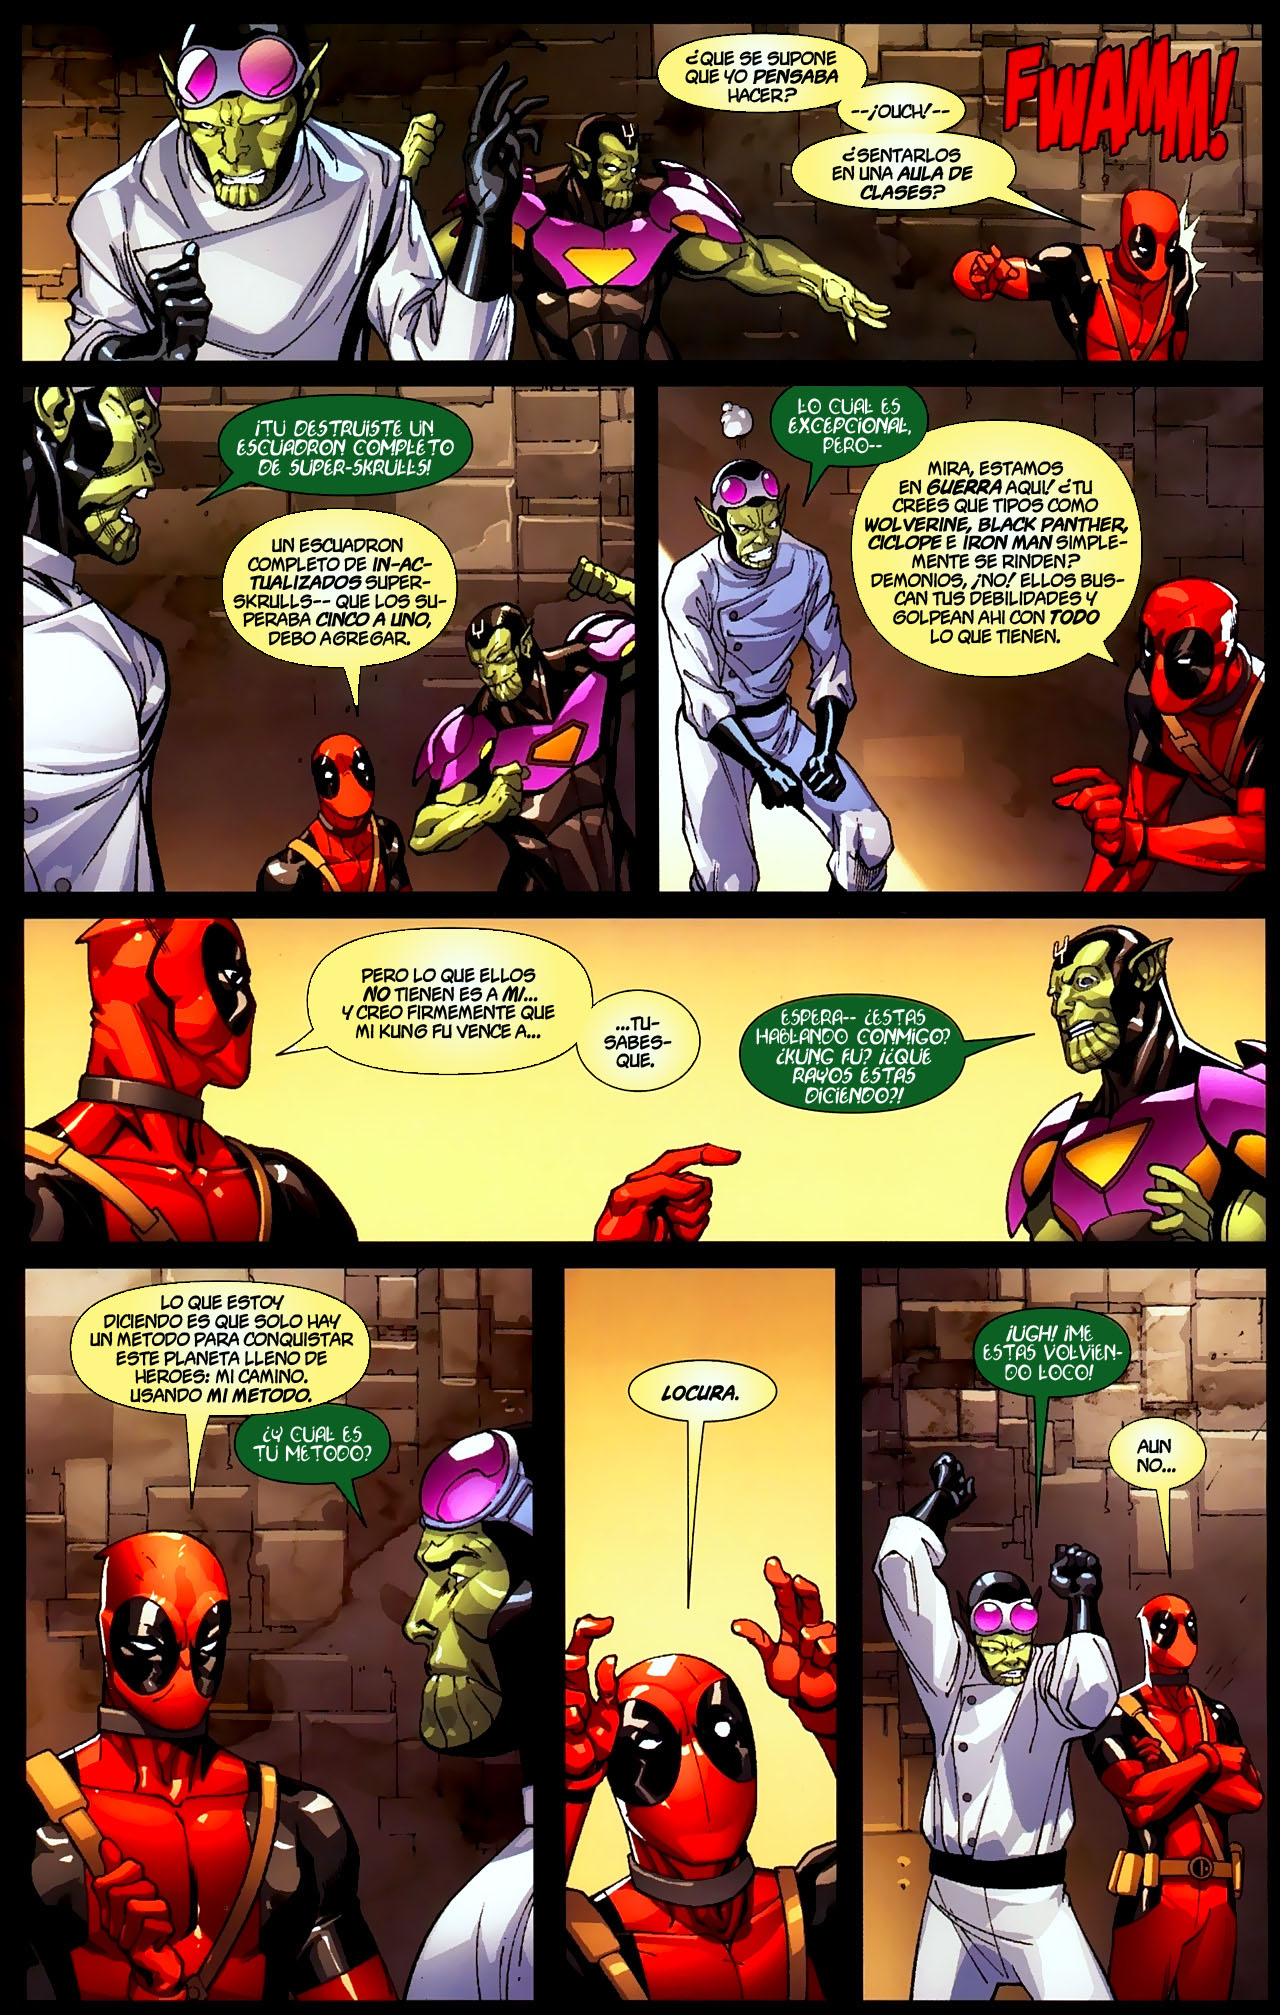 ¿QUE SE SUPONE
QUE YO PENSABA
HACER?
--¡OUCH!--
¿SENTARLOS
EN UNA AULA DE
CLASES?
FWAMM!
¡TU DESTRUISTE UN
ESCUADRON COMPLETO
DE SUPER-SKRULLS!
UN ESCUADRON
COMPLETO DE IN-AC-
TUALIZADOS SUPER-
SKRULLS-- QUE LOS SU-
PERABA CINCO A UNO,
DEBO AGREGAR.
LO CUAL ES
EXCEPCIONAL,
PERO--
MIRA, ESTAMOS
EN GUERRA AQUI! ¿TU
CREES QUE TIPOS COMO
WOLVERINE, BLACK PANTHER,
CICLOPE E IRON MAN SIMPLE-
MENTE SE RINDEN?
DEMONIOS, ¡NO! ELLOS BUS-
CAN TUS DEBILIDADES Y
GOLPEAN AHI CON TODO
LO QUE TIENEN.
PERO LO QUE ELLOS
NO TIENEN ES A MI...
Y CREO FIRMEMENTE QUE
MI KUNG FU VENCE A...
...TU-
SABES-
QUE.
ESPERA-- ¿ESTAS
HABLANDO CONMIGO?
¿KUNG FU? ¡¿QUE
RAYOS ESTAS
DICIENDO?!
LO QUE ESTOY
DICIENDO ES QUE SOLO HAY
UN METODO PARA CONQUISTAR
ESTE PLANETA LLENO DE
HEROES: MI CAMINO.
USANDO MI METODO.
¿Y CUAL ES
TU METODO?
LOCURA.
¡UGH! ¡ME
ESTAS VOLVIEN-
DO LOCO!
AUN
NO...